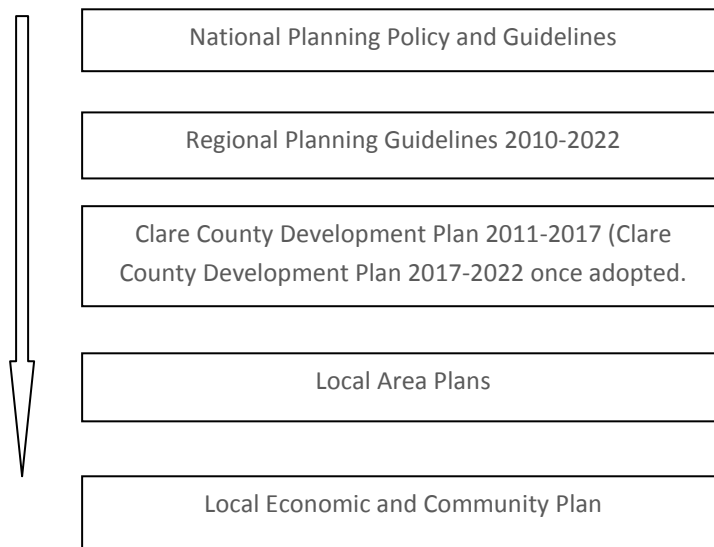 National Planning Policy and Guidelines
Regional Planning Guidelines 2010-2022
Clare County Development Plan 2011-2017 (Clare
County Development Plan 2017-2022 once adopted.
Local Area Plans
Local Economic and Community Plan